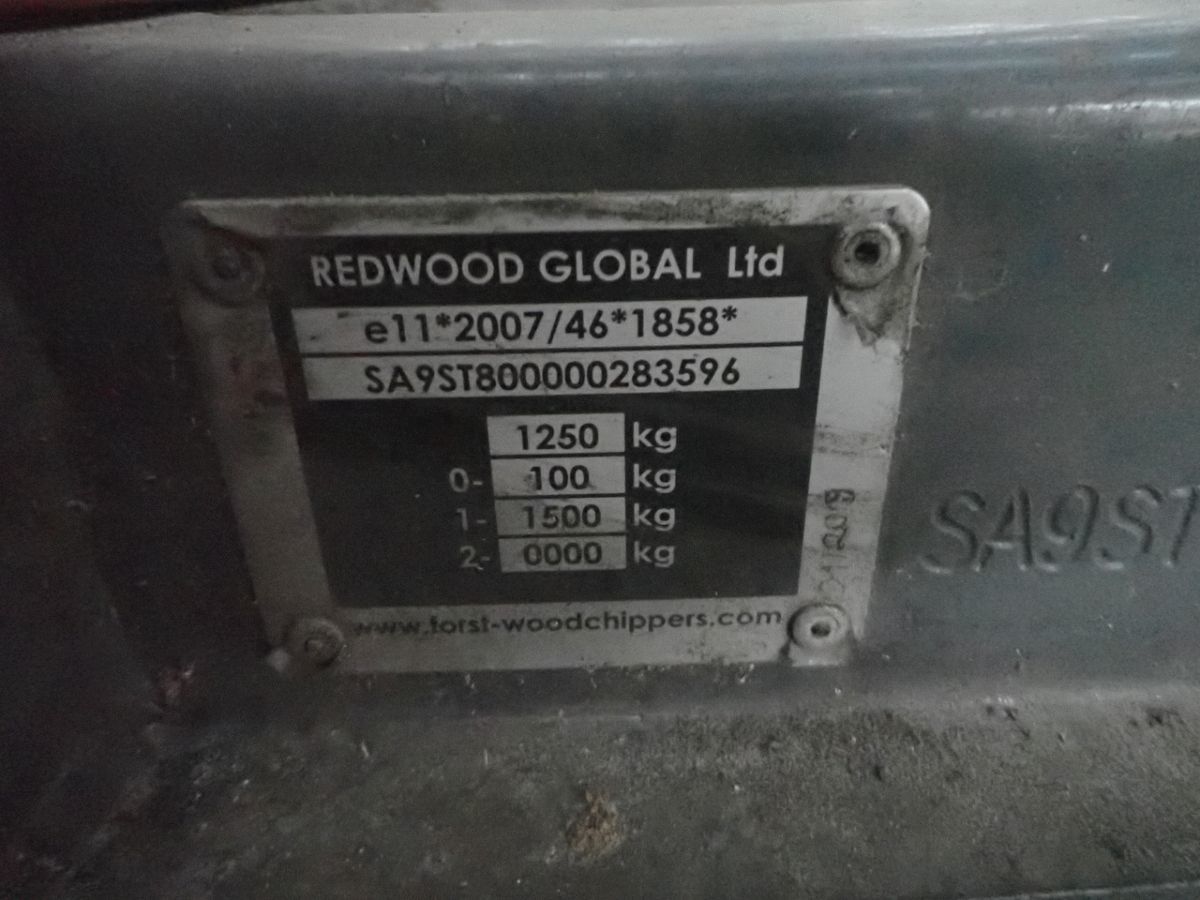 REDWOOD GLOBAL Ltd
e11*2007/46*1858*
SA9ST800000283596
1250 kg
0- 100 kg
1- 1500 kg
2- 0000 kg
www.forst-woodchippers.com
SA9ST